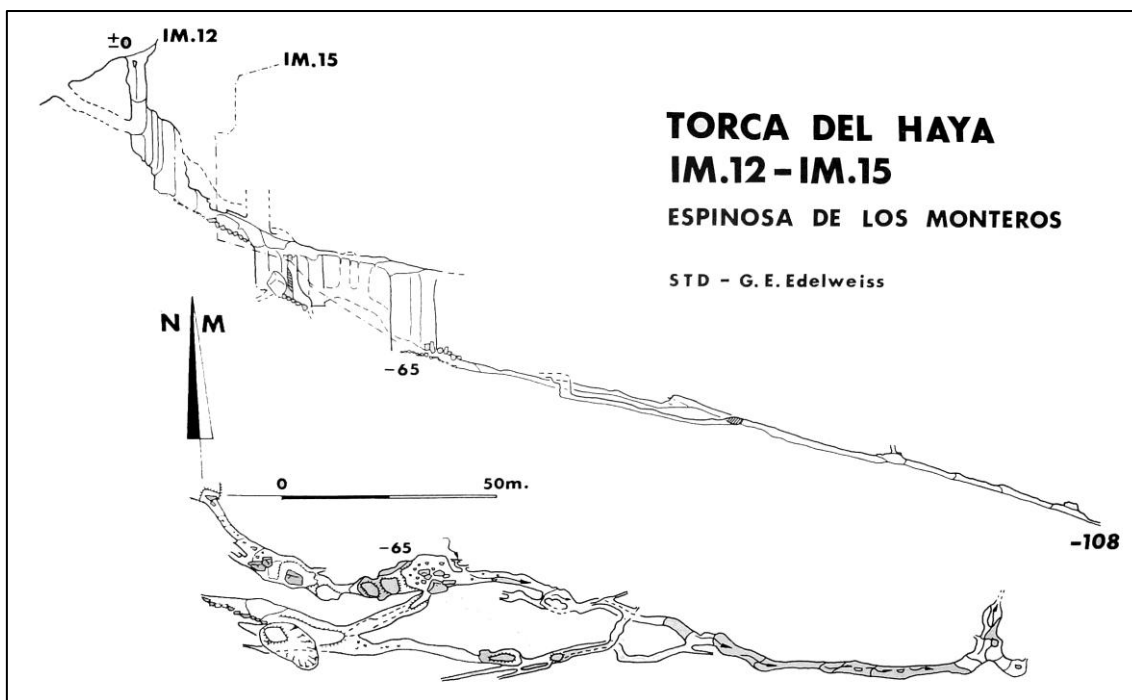 ±0
IM.12
IM.15
TORCA DEL HAYA
IM.12-IM.15
ESPINOSA DE LOS MONTEROS
STD - G.E.Edelweiss
N M
-65
0 50m.
-108
-65